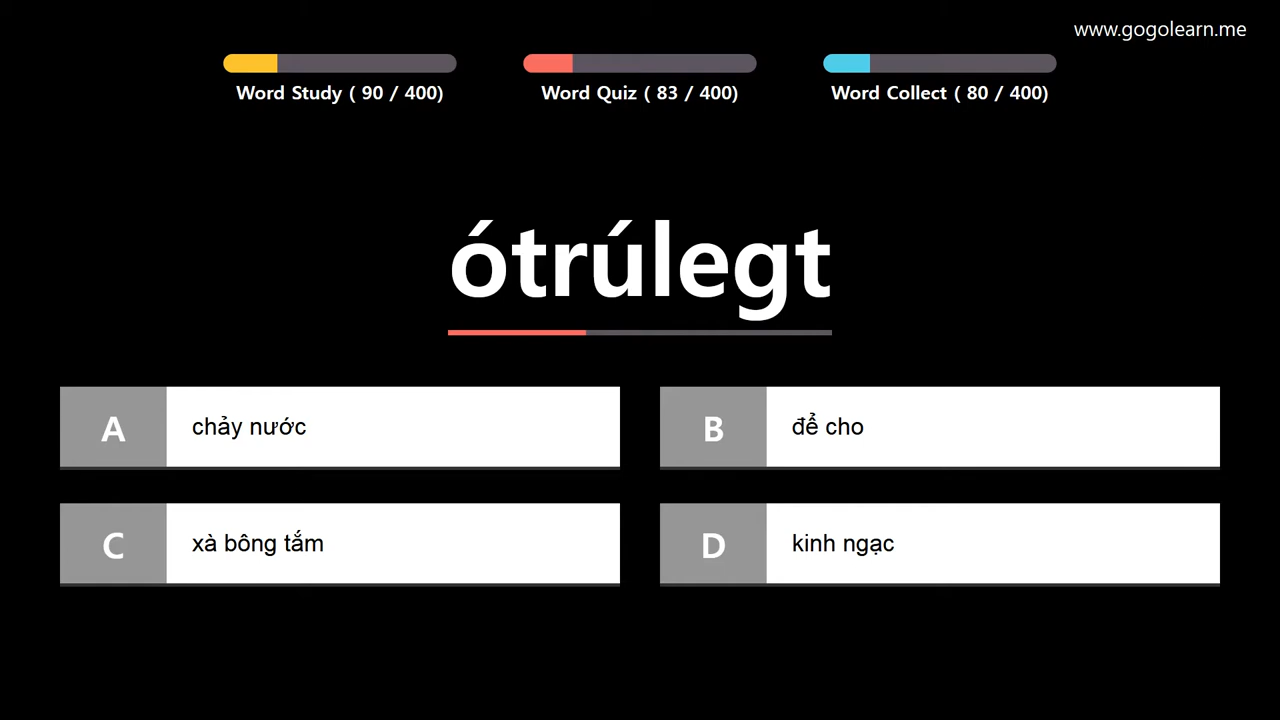 www.gogolearn.me
Word Study ( 90 / 400)
Word Quiz ( 83 / 400)
Word Collect ( 80 / 400)
ótrúlegt
A chảy nước
B để cho
C xà bông tắm
D kinh ngạc